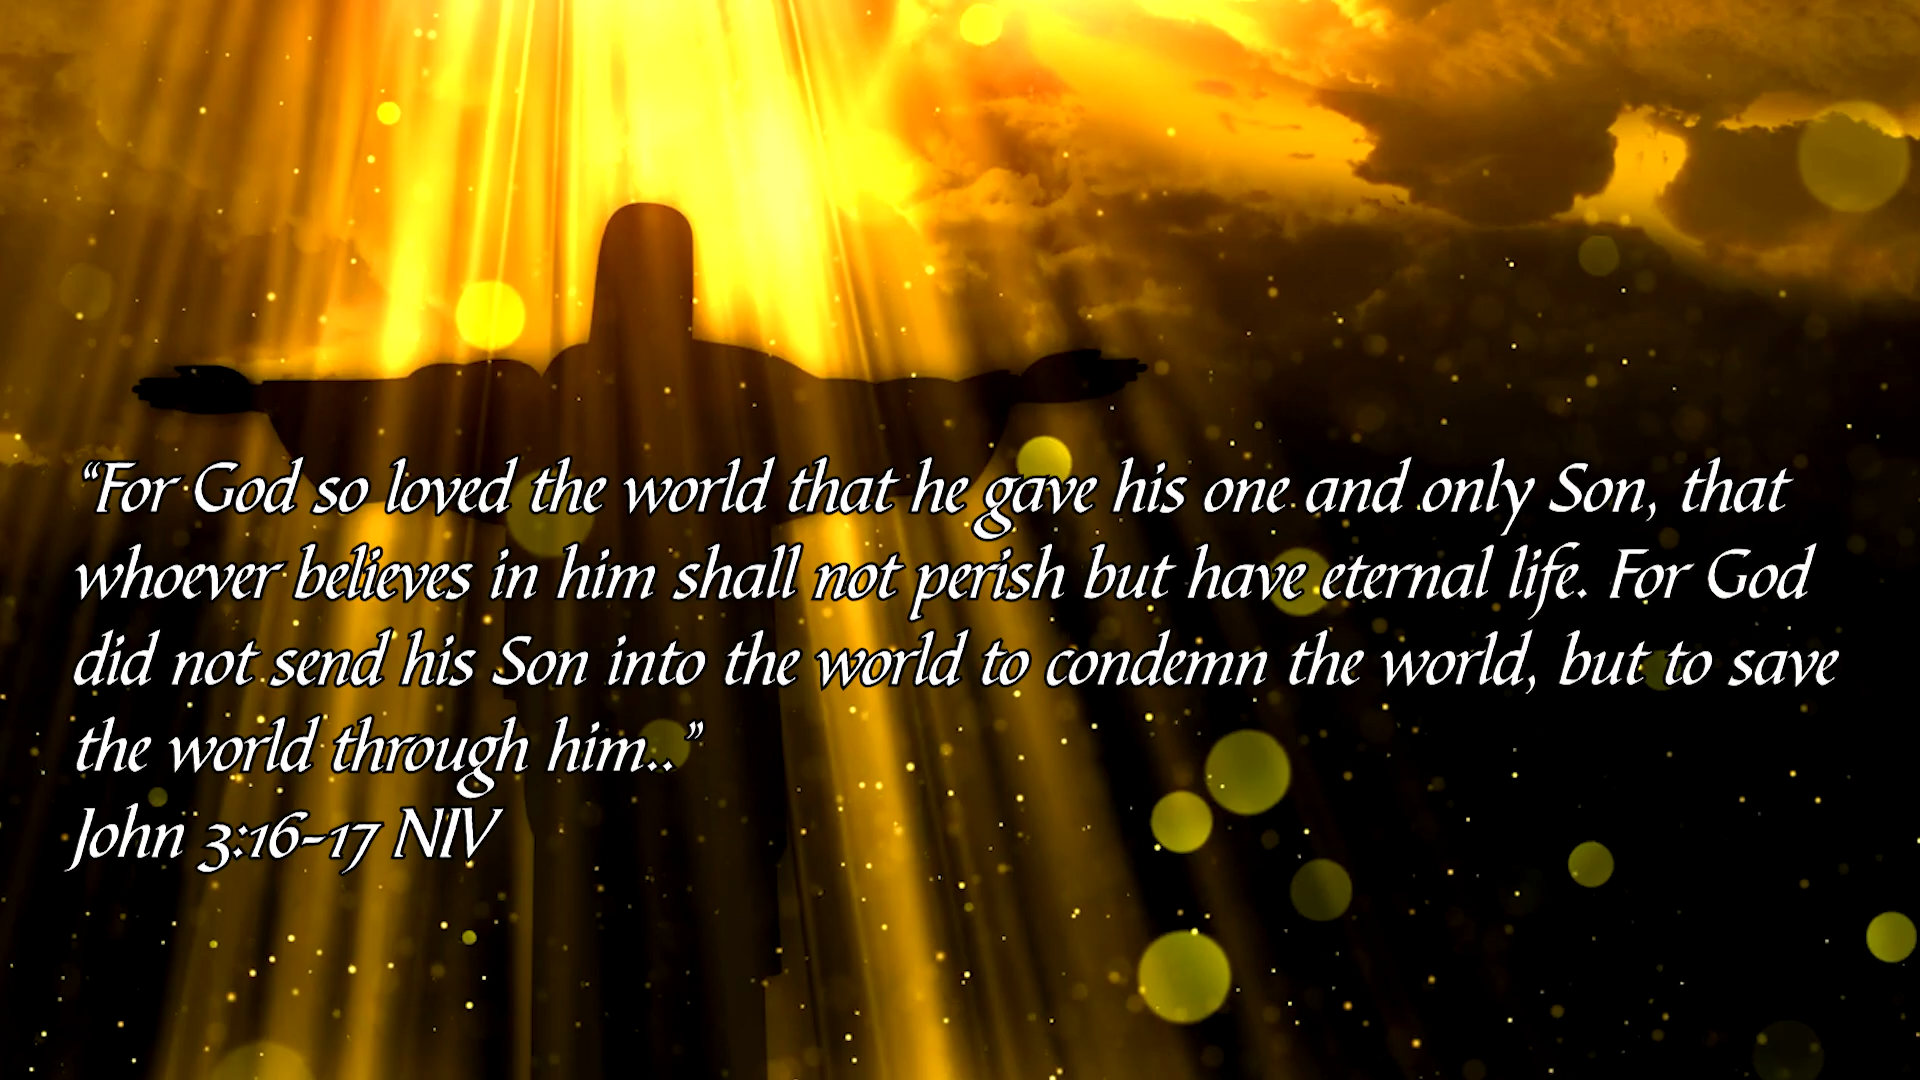 “For God so loved the world that he gave his one and only Son, that
whoever believes in him shall not perish but have eternal life. For God
did not send his Son into the world to condemn the world, but to save
the world through him..”
John 3:16-17 NIV